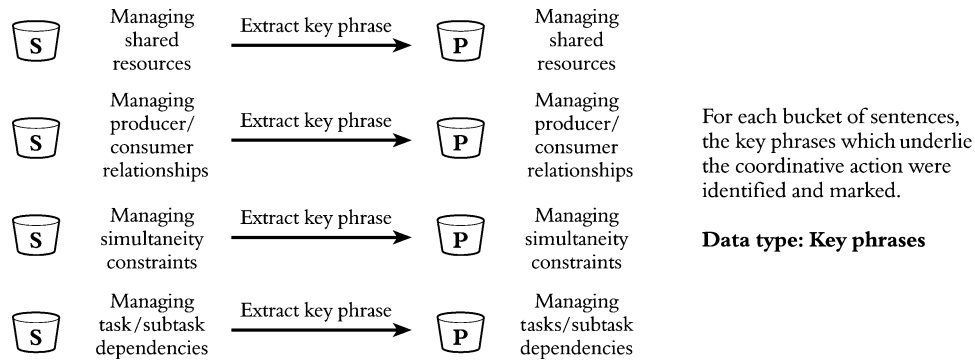 S
Managing
shared
resources
Extract key phrase
P
Managing
shared
resources
S
Managing
producer/
consumer
relationships
Extract key phrase
P
Managing
producer/
consumer
relationships
S
Managing
simultaneity
constraints
Extract key phrase
P
Managing
simultaneity
constraints
S
Managing
task/subtask
dependencies
Extract key phrase
P
Managing
tasks/subtask
dependencies
For each bucket of sentences,
the key phrases which underlie
the coordinative action were
identified and marked.
Data type: Key phrases